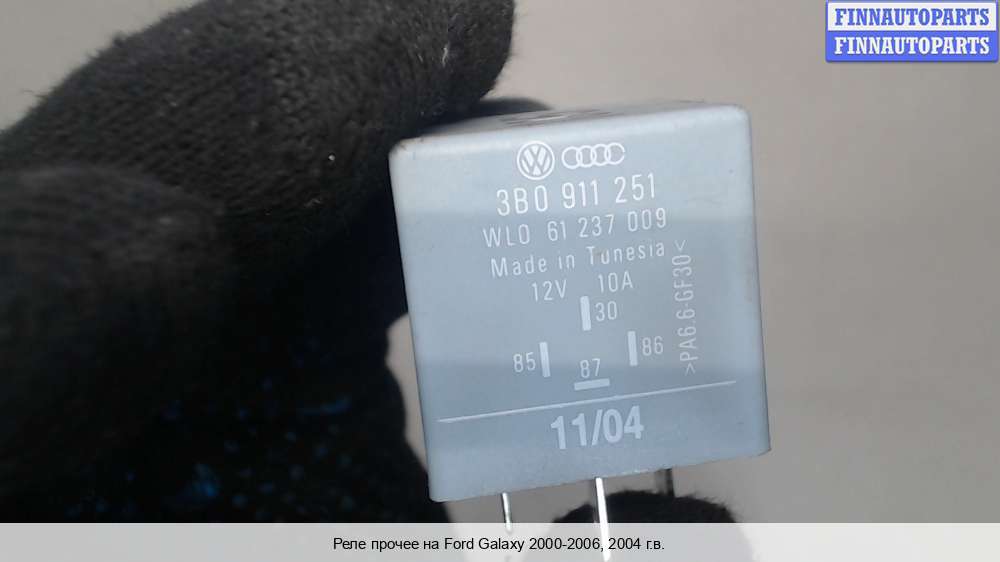 FINNAUTOPARTS
FINNAUTOPARTS
3B0 911 251
WL0 61 237 009
Made in Tunesia
12V 10A
30
85
86
87
>PA6.6-GF30<
11/04
Реле прочее на Ford Galaxy 2000-2006, 2004 г.в.